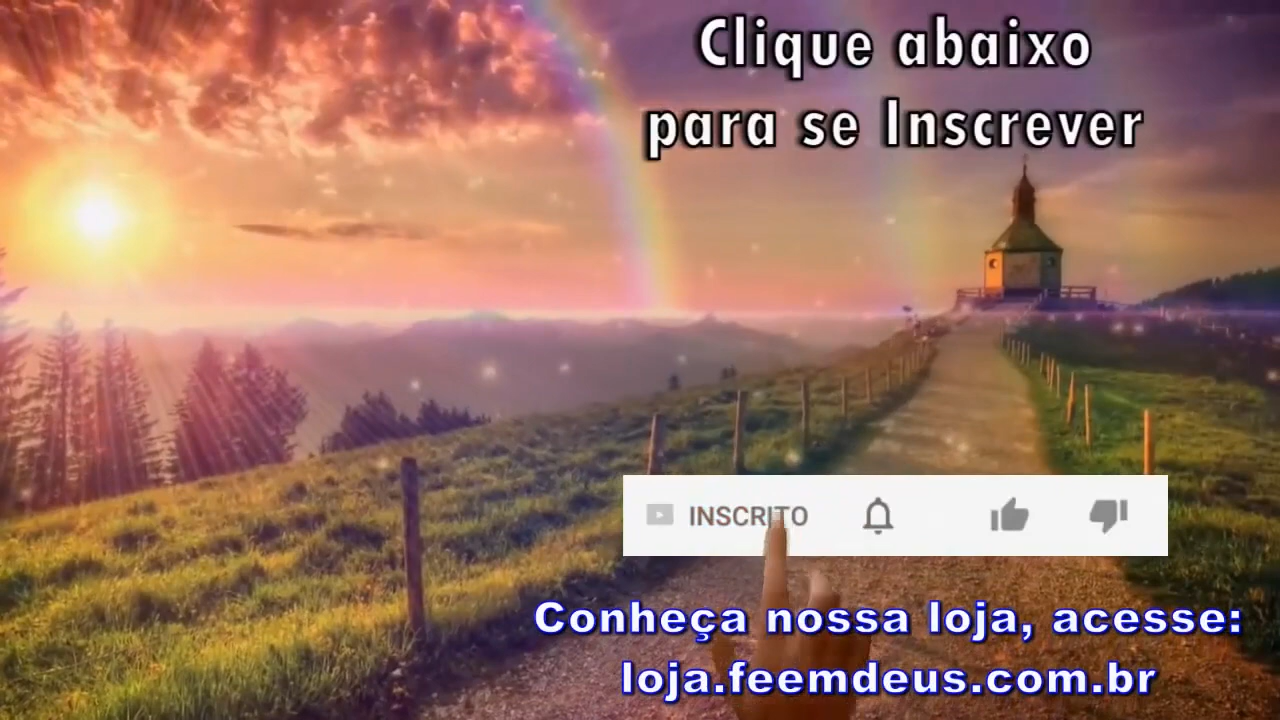 Clique abaixo
para se Inscrever
INSCRITO
Conheça nossa loja, acesse:
loja.feemdeus.com.br